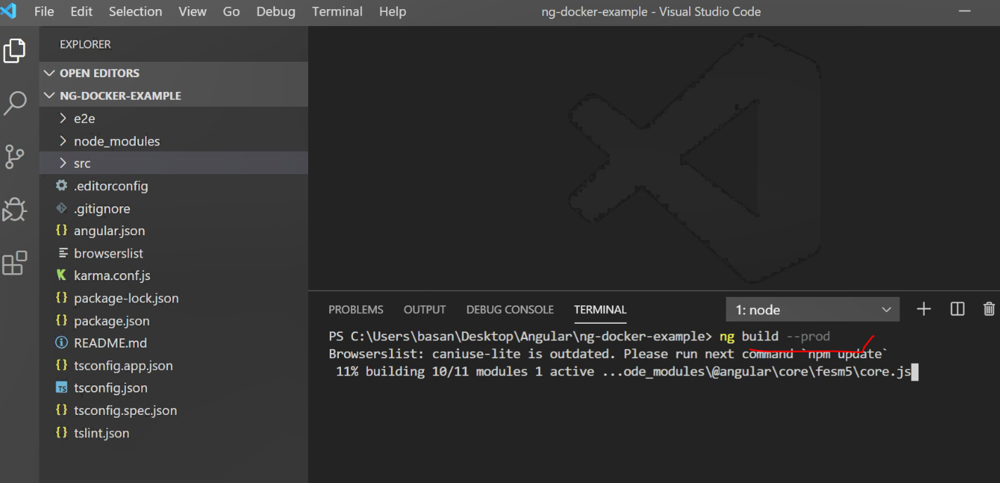 File Edit Selection View Go Debug Terminal Help ng-docker-example - Visual Studio Code
EXPLORER
OPEN EDITORS
NG-DOCKER-EXAMPLE
e2e
node_modules
src
.editorconfig
.gitignore
angular.json
browserslist
karma.conf.js
package-lock.json
package.json
README.md
tsconfig.app.json
TS tsconfig.json
tsconfig.spec.json
tslint.json
PROBLEMS OUTPUT DEBUG CONSOLE TERMINAL 1: node
PS C:\Users\basan\Desktop\Angular\ng-docker-example> ng build --prod
Browserslist: caniuse-lite is outdated. Please run next command `npm update`
11% building 10/11 modules 1 active ...ode_modules\@angular\core\fesm5\core.js